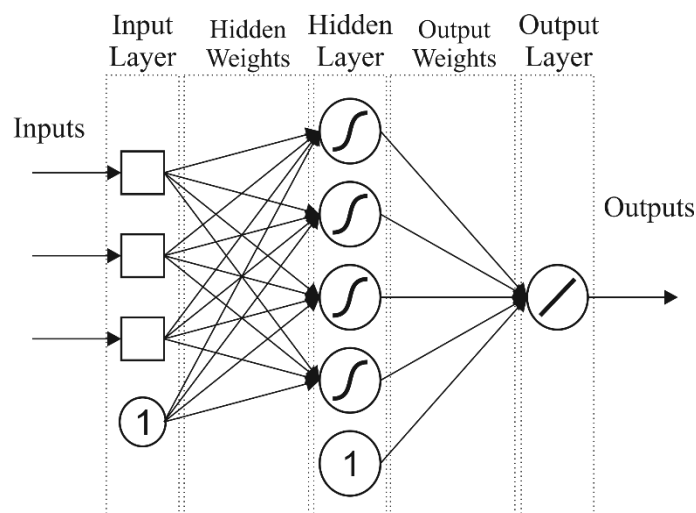 Input
Layer
Hidden
Weights
Hidden
Layer
Output
Weights
Output
Layer
Inputs
Outputs
1
1